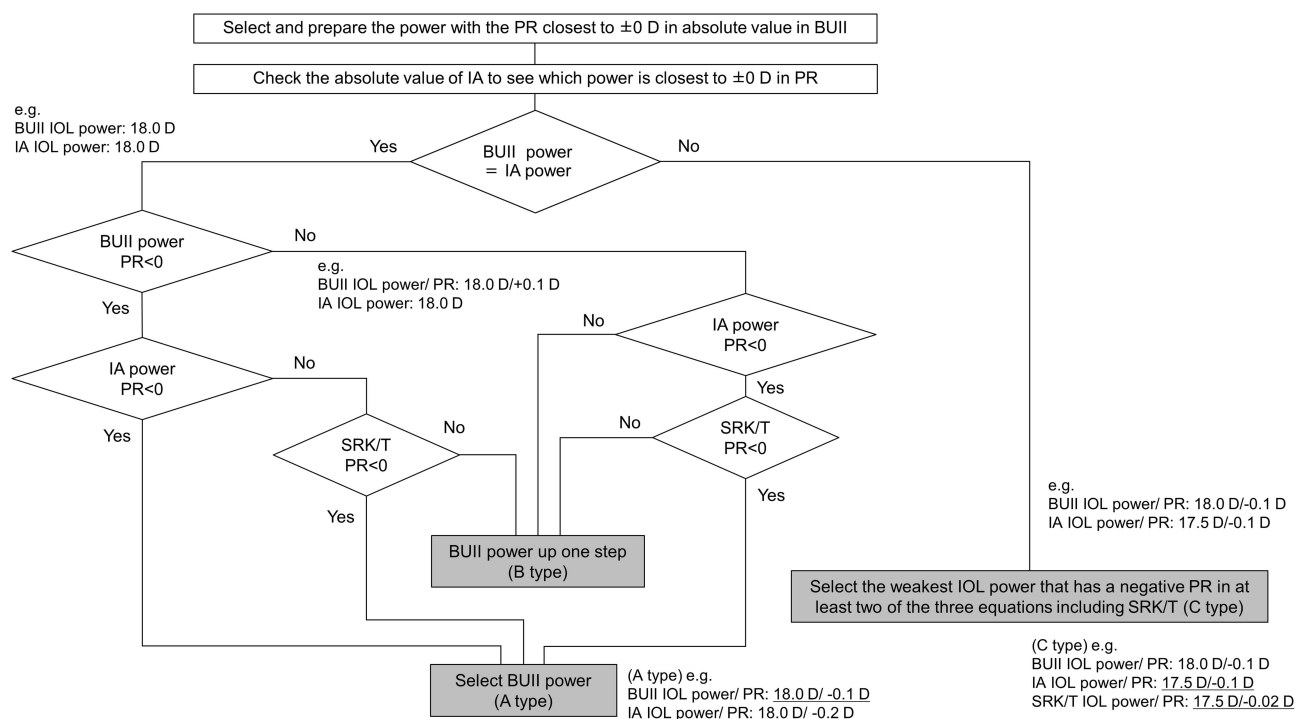 Select and prepare the power with the PR closest to ±0 D in absolute value in BUII
Check the absolute value of IA to see which power is closest to ±0 D in PR
e.g.
BUII IOL power: 18.0 D
IA IOL power: 18.0 D
Yes
BUII power
= IA power
No
BUII power
PR<0
No
e.g.
BUII IOL power/ PR: 18.0 D/+0.1 D
IA IOL power: 18.0 D
Yes
No
IA power
PR<0
IA power
PR<0
No
Yes
Yes
SRK/T
PR<0
No
No
SRK/T
PR<0
Yes
Yes
e.g.
BUII IOL power/ PR: 18.0 D/-0.1 D
IA IOL power/ PR: 17.5 D/-0.1 D
BUII power up one step
(B type)
Select the weakest IOL power that has a negative PR in at
least two of the three equations including SRK/T (C type)
Select BUII power
(A type)
(A type) e.g.
BUII IOL power/ PR: 18.0 D/ -0.1 D
IA IOL power/ PR: 18.0 D/ -0.2 D
(C type) e.g.
BUII IOL power/ PR: 18.0 D/-0.1 D
IA IOL power/ PR: 17.5 D/-0.1 D
SRK/T IOL power/ PR: 17.5 D/-0.02 D